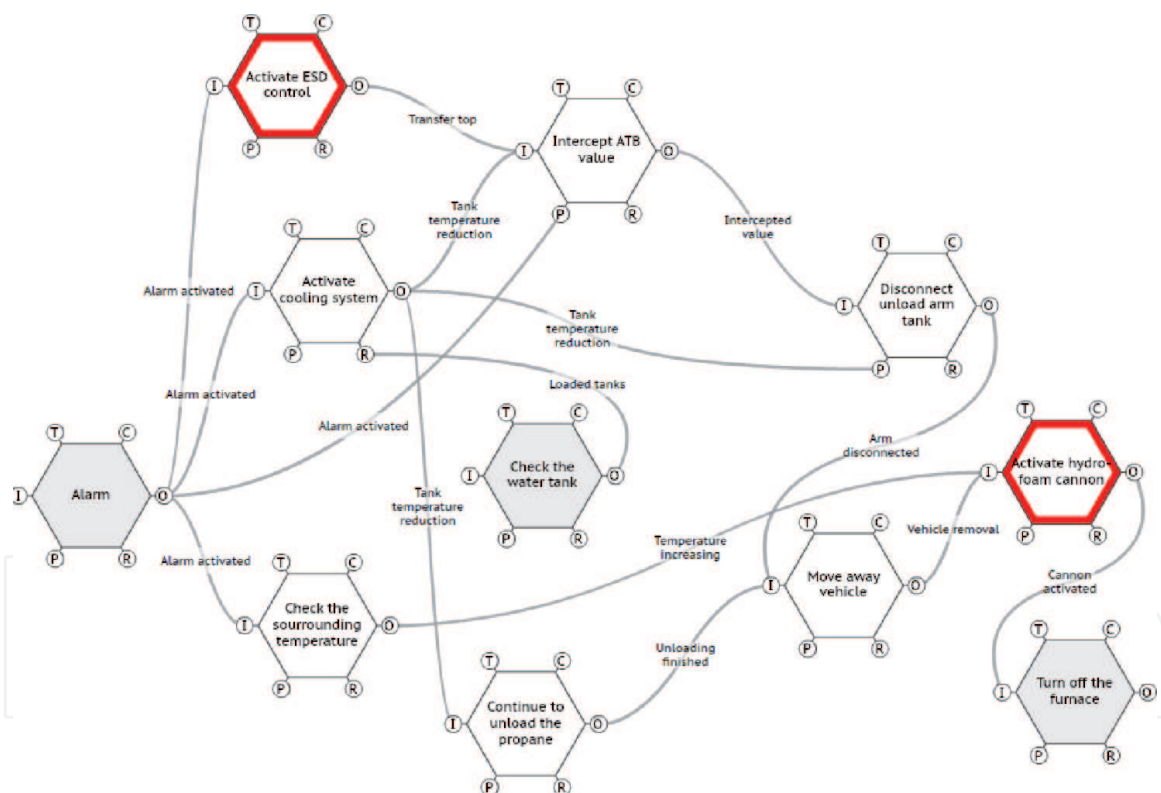 T
C
Activate ESD
control
I
O
P
R
Transfer top
T
C
Intercept ATB
value
I
O
P
R
Tank
temperature
reduction
Intercepted
value
T
C
Activate
cooling system
I
O
P
R
Alarm activated
Tank
temperature
reduction
T
C
Disconnect
unload arm
tank
I
O
P
R
Loaded tanks
Alarm activated
Alarm activated
T
C
Check the
water tank
I
O
P
R
Arm
disconnected
T
C
Activate hydro-
foam cannon
I
O
P
R
T
C
Alarm
I
O
P
R
Tank
temperature
reduction
Alarm activated
Temperature
increasing
Vehicle removal
T
C
Check the
sourrounding
temperature
I
O
P
R
T
C
Move away
vehicle
I
O
P
R
Cannon
activated
Unloading
finished
T
C
Continue to
unload the
propane
I
O
P
R
T
C
Turn off the
furnace
I
O
P
R